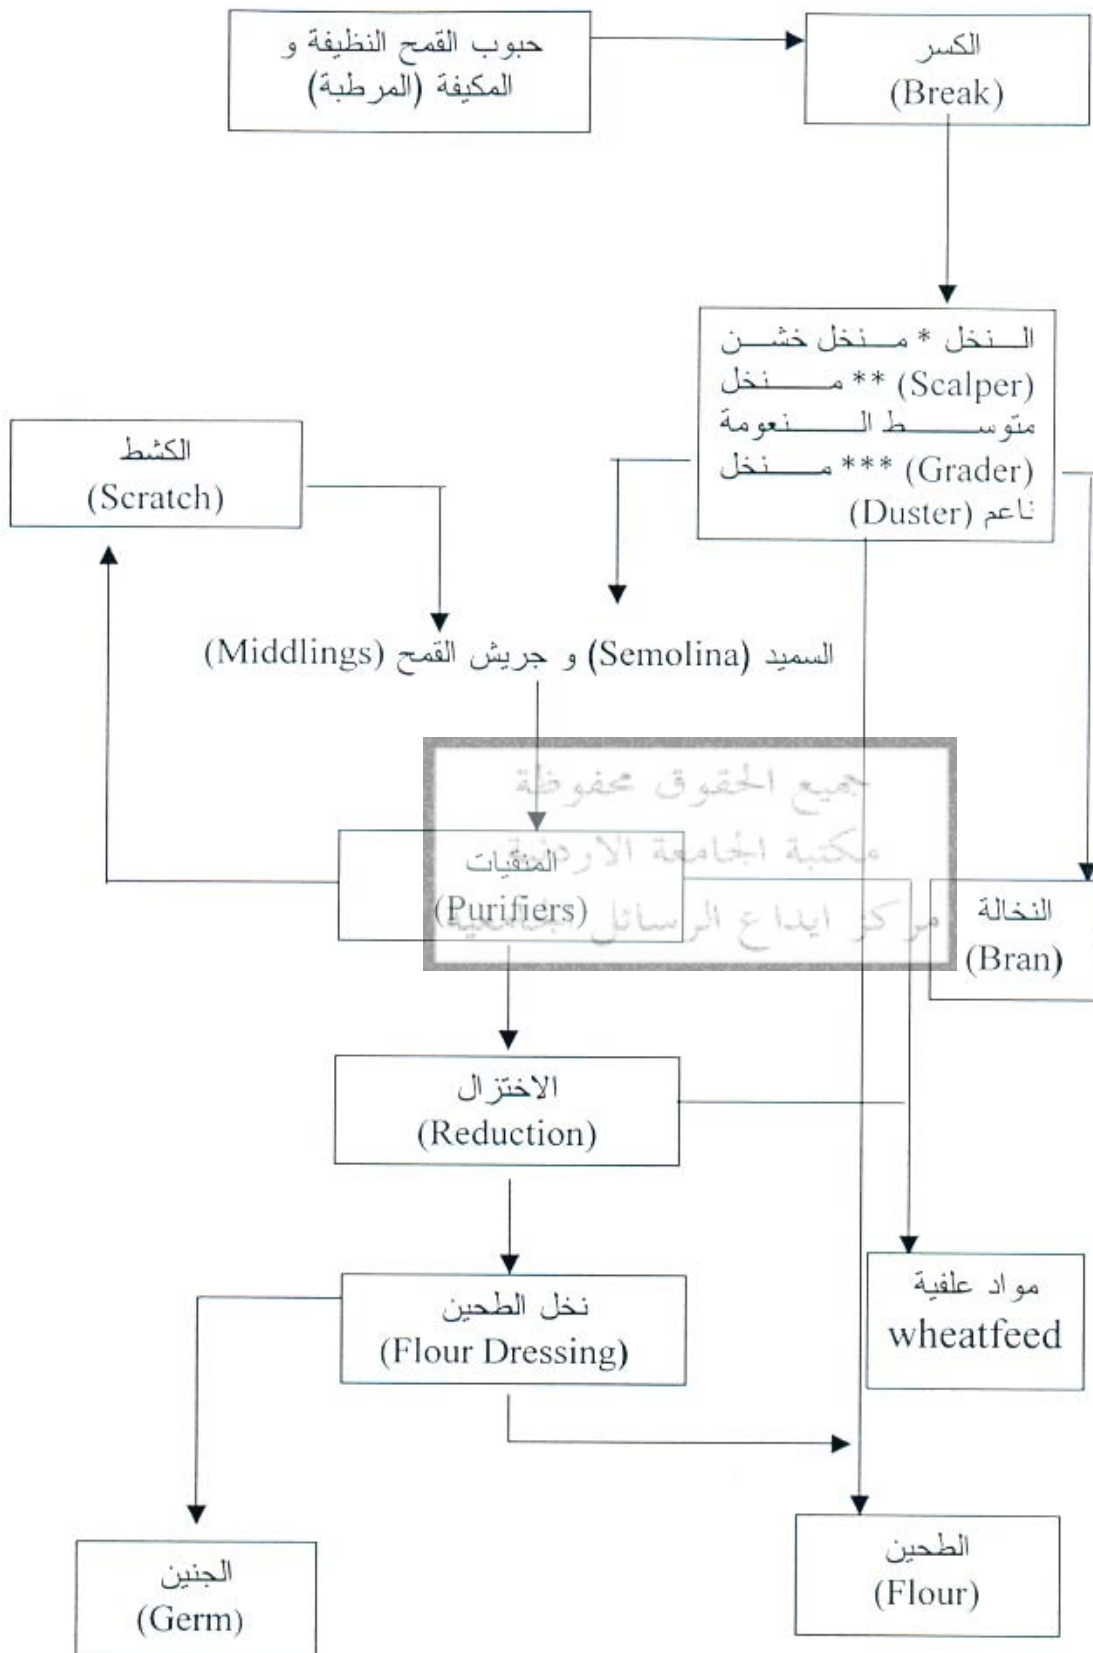 حبوب القمح النظيفة و
المكيفة (المرطبة)
الكسر
(Break)
النخل * منخل خشن
(Scalper) ** منخل
متوسط النعومة
(Grader) *** منخل
ناعم (Duster)
الكشط
(Scratch)
السميد (Semolina) و جريش القمح (Middlings)
جميع الحقوق محفوظة
مكتبة الجامعة الاردنية
مركز ايداع الرسائل الجامعية
المنقيات
(Purifiers)
النخالة
(Bran)
الاختزال
(Reduction)
نخل الطحين
(Flour Dressing)
مواد علفية
wheatfeed
الجنين
(Germ)
الطحين
(Flour)